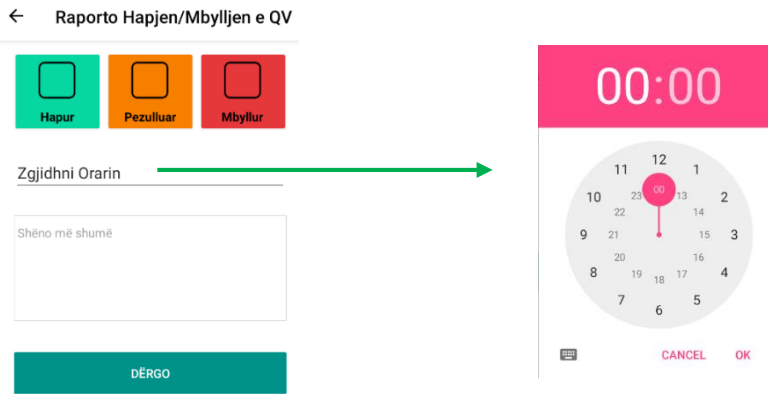 Raporto Hapjen/Mbylljen e QV
Hapur
Pezulluar
Mbyllur
Zgjidhni Orarin
Shëno më shumë
DËRGO
00:00
12
11 1
00
23 13
10 2
22 14
9 21 15 3
20 16
8 4
19 17
18
7 5
6
CANCEL OK